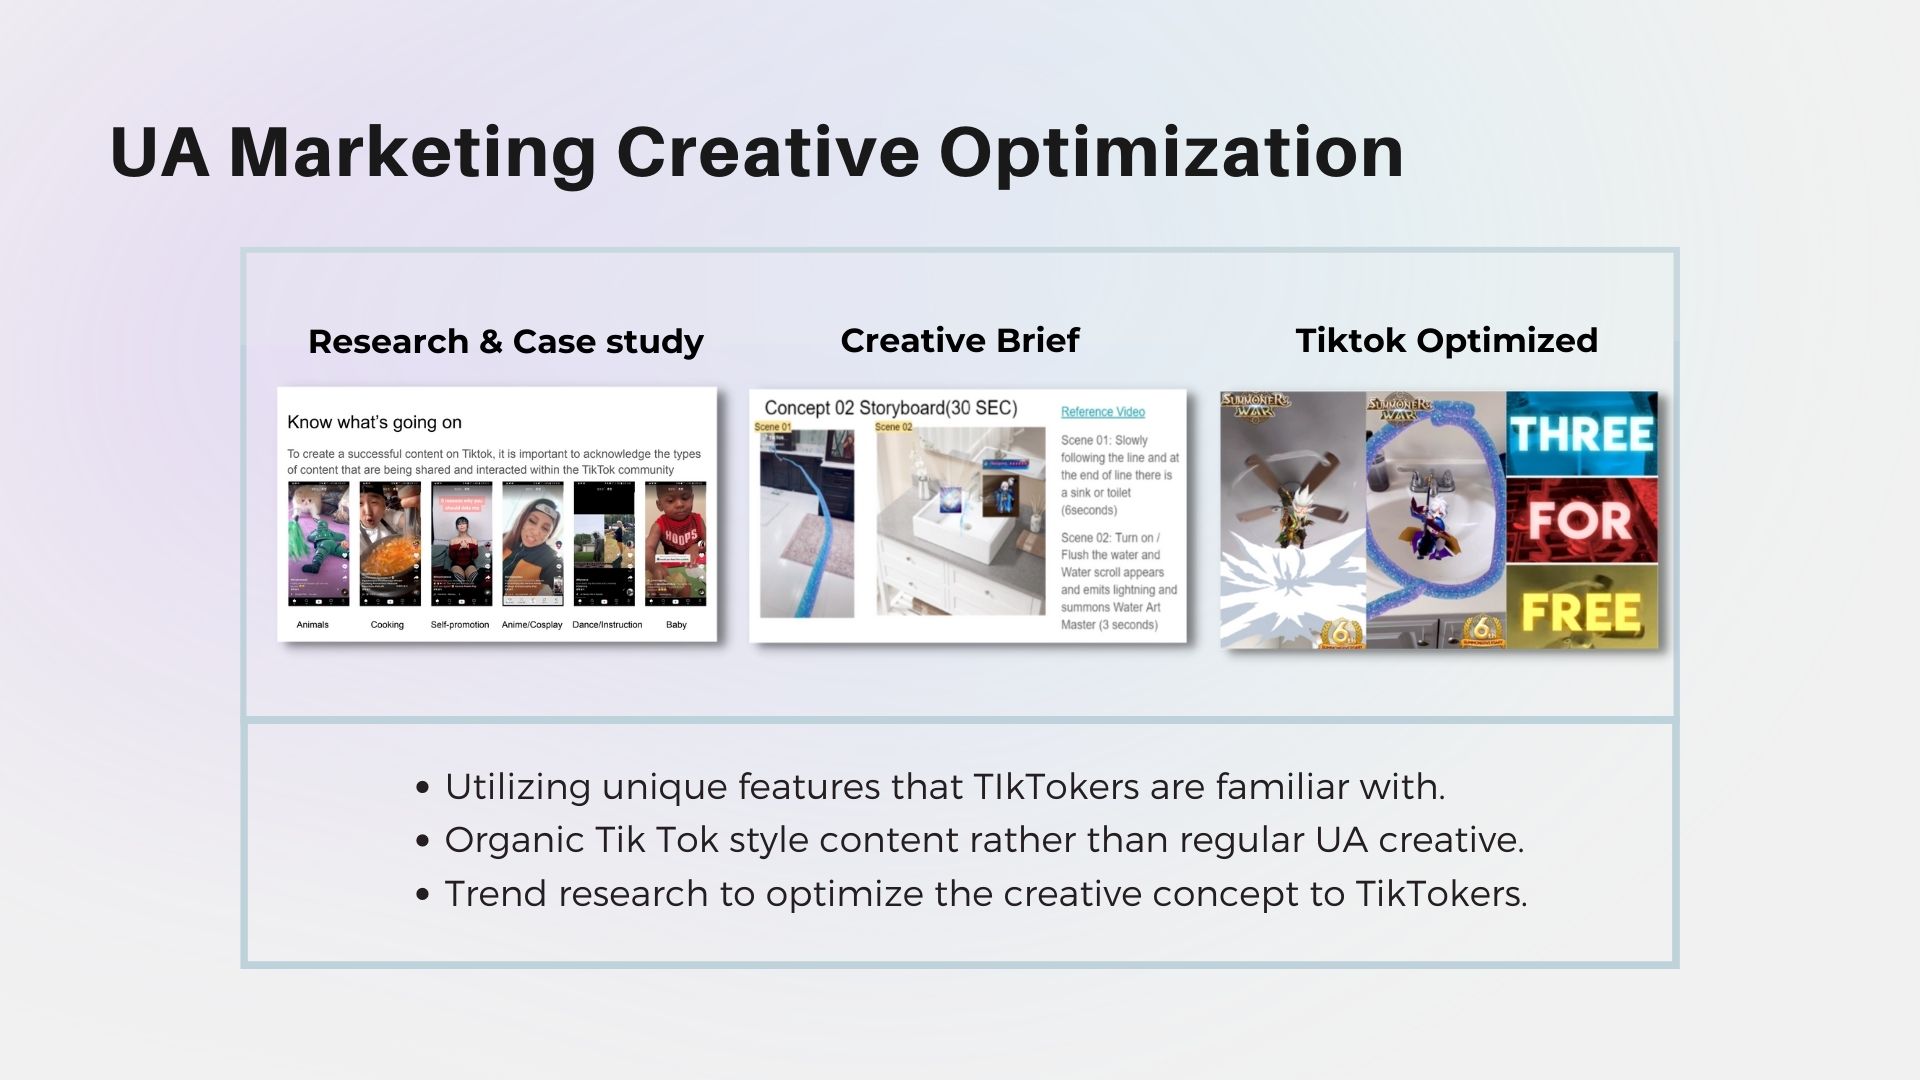 UA Marketing Creative Optimization
Research & Case study
Creative Brief
Tiktok Optimized
Know what's going on
To create a successful content on Tiktok, it is important to acknowledge the types
of content that are being shared and interacted within the TikTok community
Animals
Cooking
Self-promotion
Anime/Cosplay
Dance/Instruction
Baby
HOOPS
Concept 02 Storyboard(30 SEC)
Scene 01
Scene 02
Reference Video
Scene 01: Slowly
following the line and at
the end of line there is
a sink or toilet
(6seconds)
Scene 02: Turn on /
Flush the water and
Water scroll appears
and emits lightning and
summons Water Art
Master (3 seconds)
SUMMONERS
WAR
SUMMONERS
WAR
6th
6th
THREE
FOR
FREE
• Utilizing unique features that TIkTokers are familiar with.
• Organic Tik Tok style content rather than regular UA creative.
• Trend research to optimize the creative concept to TikTokers.